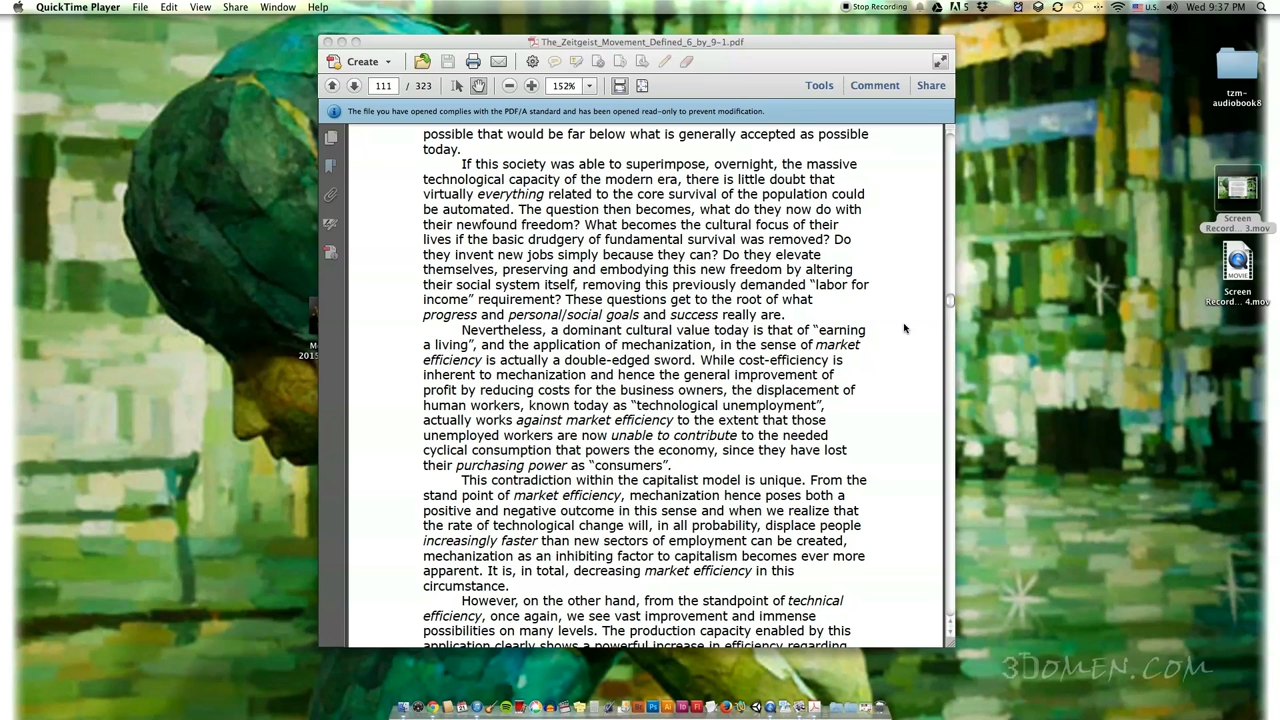 QuickTime Player File Edit View Share Window Help
Stop Recording
5
U.S.
Wed 9:37 PM
The_Zeitgeist_Movement_Defined_6_by_9-1.pdf
Create
111 / 323
152%
Tools Comment Share
The file you have opened complies with the PDF/A standard and has been opened read-only to prevent modification.
possible that would be far below what is generally accepted as possible
today.
If this society was able to superimpose, overnight, the massive
technological capacity of the modern era, there is little doubt that
virtually everything related to the core survival of the population could
be automated. The question then becomes, what do they now do with
their newfound freedom? What becomes the cultural focus of their
lives if the basic drudgery of fundamental survival was removed? Do
they invent new jobs simply because they can? Do they elevate
themselves, preserving and embodying this new freedom by altering
their social system itself, removing this previously demanded “labor for
income” requirement? These questions get to the root of what
progress and personal/social goals and success really are.
Nevertheless, a dominant cultural value today is that of “earning
a living”, and the application of mechanization, in the sense of market
efficiency is actually a double-edged sword. While cost-efficiency is
inherent to mechanization and hence the general improvement of
profit by reducing costs for the business owners, the displacement of
human workers, known today as “technological unemployment”,
actually works against market efficiency to the extent that those
unemployed workers are now unable to contribute to the needed
cyclical consumption that powers the economy, since they have lost
their purchasing power as “consumers”.
This contradiction within the capitalist model is unique. From the
stand point of market efficiency, mechanization hence poses both a
positive and negative outcome in this sense and when we realize that
the rate of technological change will, in all probability, displace people
increasingly faster than new sectors of employment can be created,
mechanization as an inhibiting factor to capitalism becomes ever more
apparent. It is, in total, decreasing market efficiency in this
circumstance.
However, on the other hand, from the standpoint of technical
efficiency, once again, we see vast improvement and immense
possibilities on many levels. The production capacity enabled by this
application clearly shows a powerful increase in efficiency regarding
tzm-
audiobook8
Screen
Record... 3.mov
MOVIE
Screen
Record... 4.mov
3DOMEN.COM